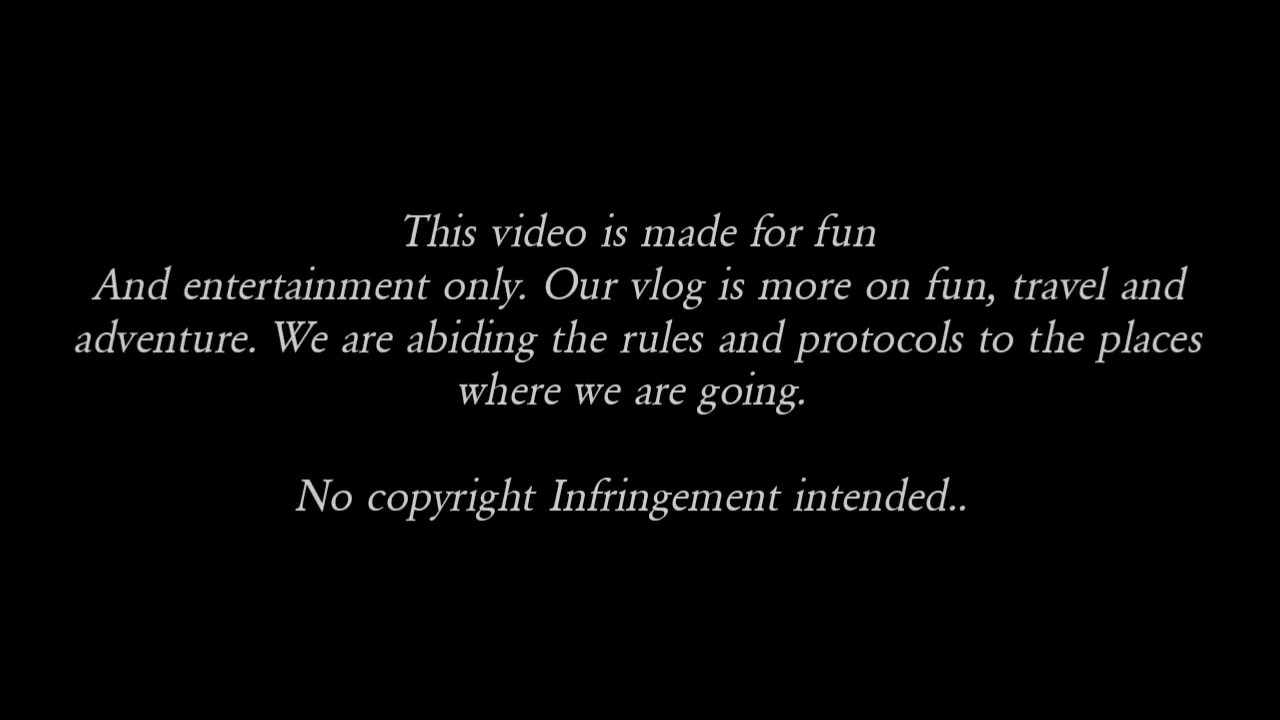 This video is made for fun
And entertainment only. Our vlog is more on fun, travel and
adventure. We are abiding the rules and protocols to the places
where we are going.
No copyright Infringement intended..